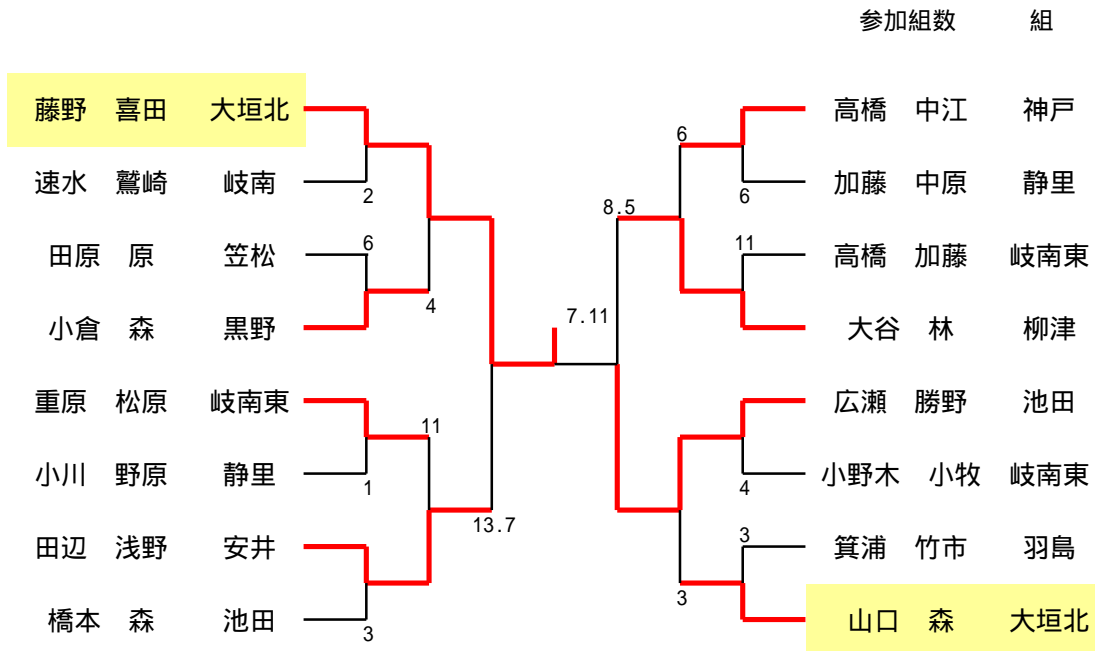 参加組数 組
藤野 喜田 大垣北
速水 鷲崎 岐南
2
田原 原 笠松
6
小倉 森 黒野
4
重原 松原 岐南東
11
小川 野原 静里
1
13.7
田辺 浅野 安井
橋本 森 池田
3
7.11
高橋 中江 神戸
6
加藤 中原 静里
6
8.5
高橋 加藤 岐南東
11
大谷 林 柳津
広瀬 勝野 池田
小野木 小牧 岐南東
4
箕浦 竹市 羽島
3
山口 森 大垣北
3